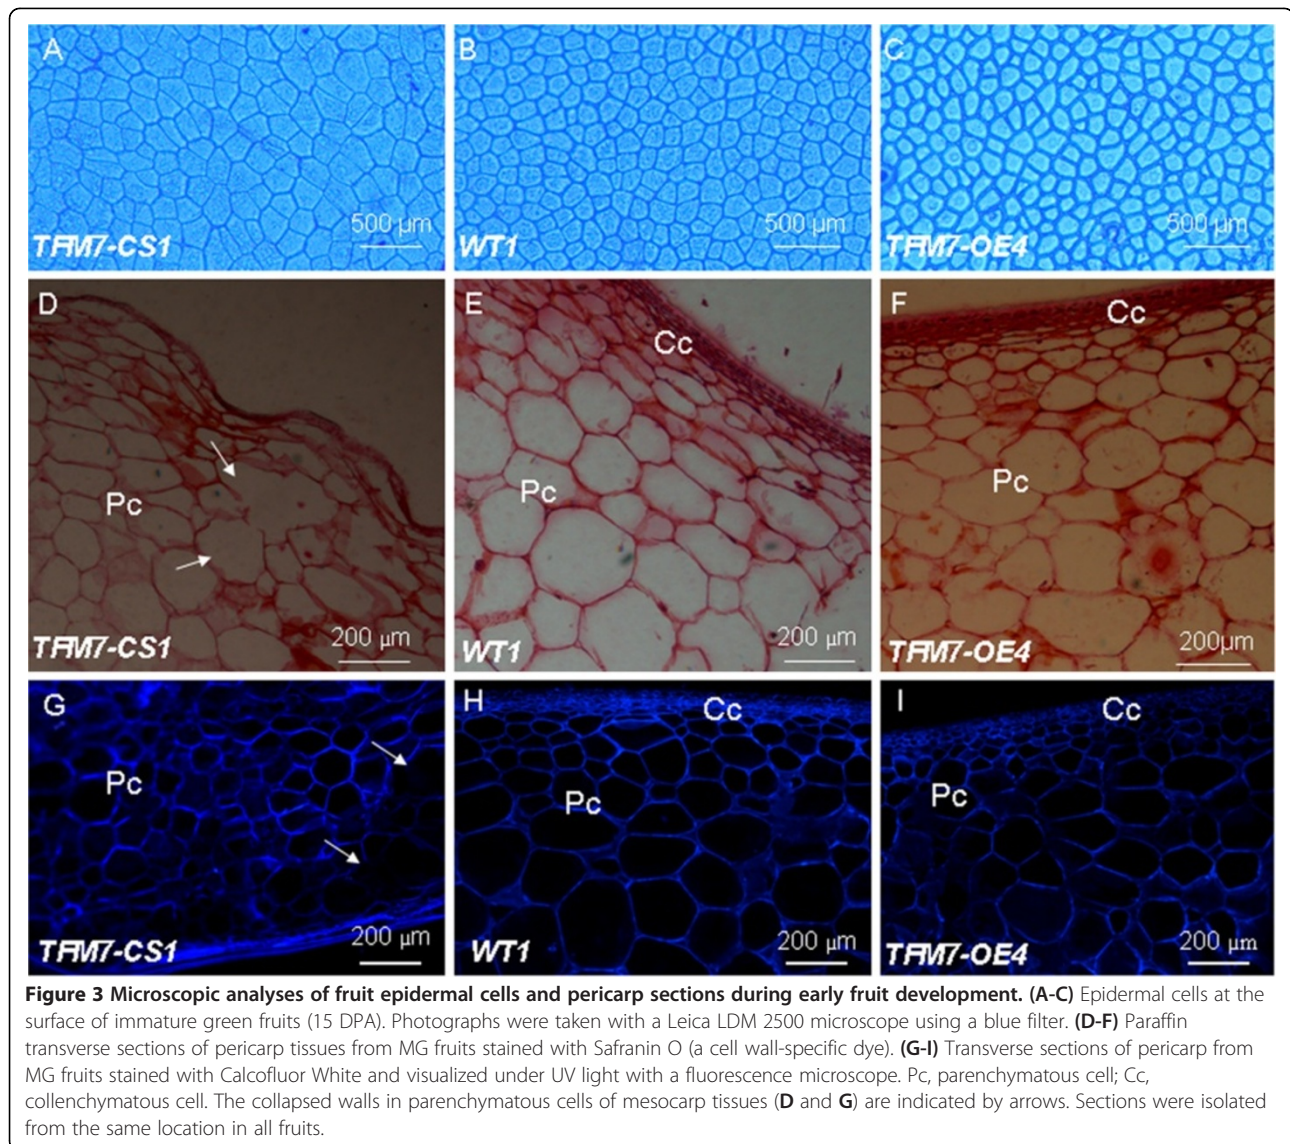 A
B
C
500 µm
500 µm
500 µm
TFM7-CS1
WT1
TFM7-OE4
D
E
F
Cc
Cc
Pc
Pc
Pc
200 µm
200 µm
200µm
TFM7-CS1
WT1
TFM7-OE4
G
H
I
Cc
Cc
Pc
Pc
Pc
200 µm
200 µm
200 µm
TFM7-CS1
WT1
TFM7-OE4
Figure 3 Microscopic analyses of fruit epidermal cells and pericarp sections during early fruit development. (A-C) Epidermal cells at the
surface of immature green fruits (15 DPA). Photographs were taken with a Leica LDM 2500 microscope using a blue filter. (D-F) Paraffin
transverse sections of pericarp tissues from MG fruits stained with Safranin O (a cell wall-specific dye). (G-I) Transverse sections of pericarp from
MG fruits stained with Calcofluor White and visualized under UV light with a fluorescence microscope. Pc, parenchymatous cell; Cc,
collenchymatous cell. The collapsed walls in parenchymatous cells of mesocarp tissues (D and G) are indicated by arrows. Sections were isolated
from the same location in all fruits.